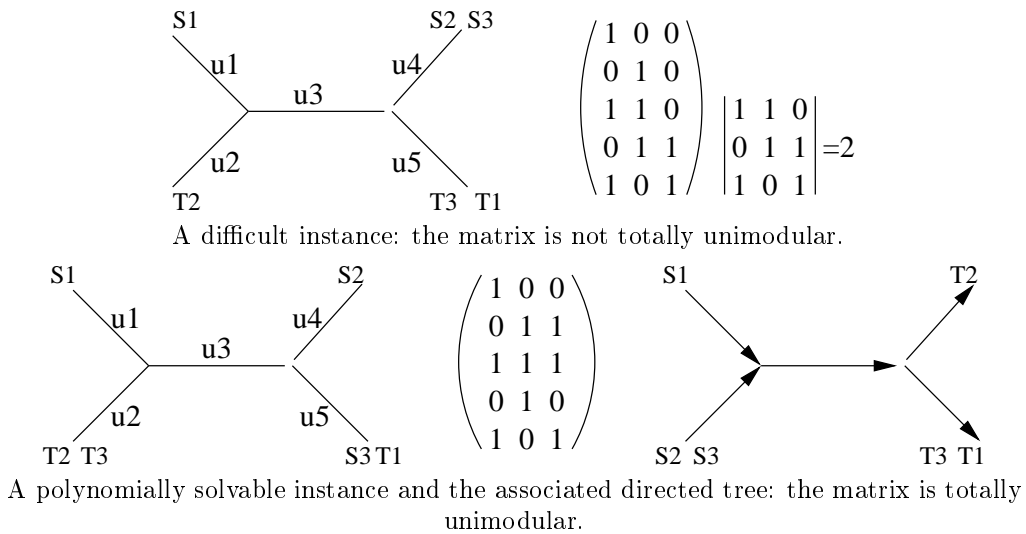 S1 S2 S3
u1 u4
u3
u2 u5
T2 T3 T1
1 0 0
0 1 0
1 1 0
0 1 1
1 0 1
1 1 0
0 1 1 =2
1 0 1
A difficult instance: the matrix is not totally unimodular.
S1 S2
u1 u4
u3
u2 u5
T2 T3 S3 T1
1 0 0
0 1 1
1 1 1
0 1 0
1 0 1
S1 T2
S2 S3 T3 T1
A polynomially solvable instance and the associated directed tree: the matrix is totally
unimodular.